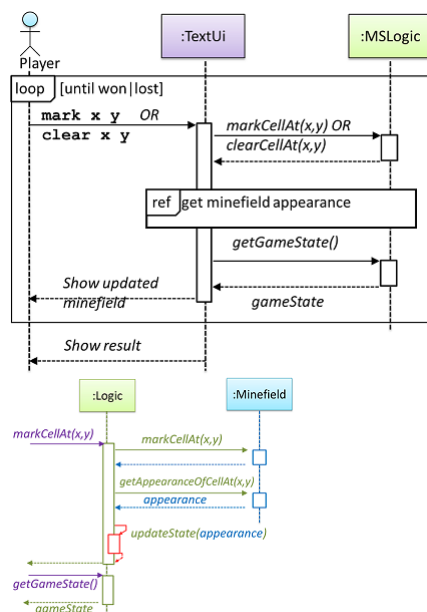 :TextUi
:MSLogic
Player
loop
[until won|lost]
mark x y OR
clear x y
markCellAt(x,y) OR
clearCellAt(x,y)
ref
get minefield appearance
getGameState()
Show updated
minefield
gameState
Show result
:Logic
:Minefield
markCellAt(x,y)
markCellAt(x,y)
getAppearanceOfCellAt(x,y)
appearance
updateState(appearance)
getGameState()
gameState